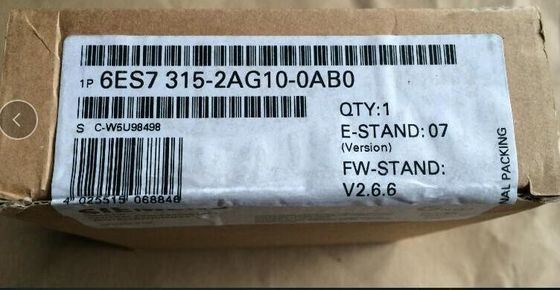 1P 6ES7 315-2AG10-0AB0
S C-W5U98498
QTY:1
E-STAND: 07
(Version)
FW-STAND:
V2.6.6
4 025515 068846
NAL PACKING